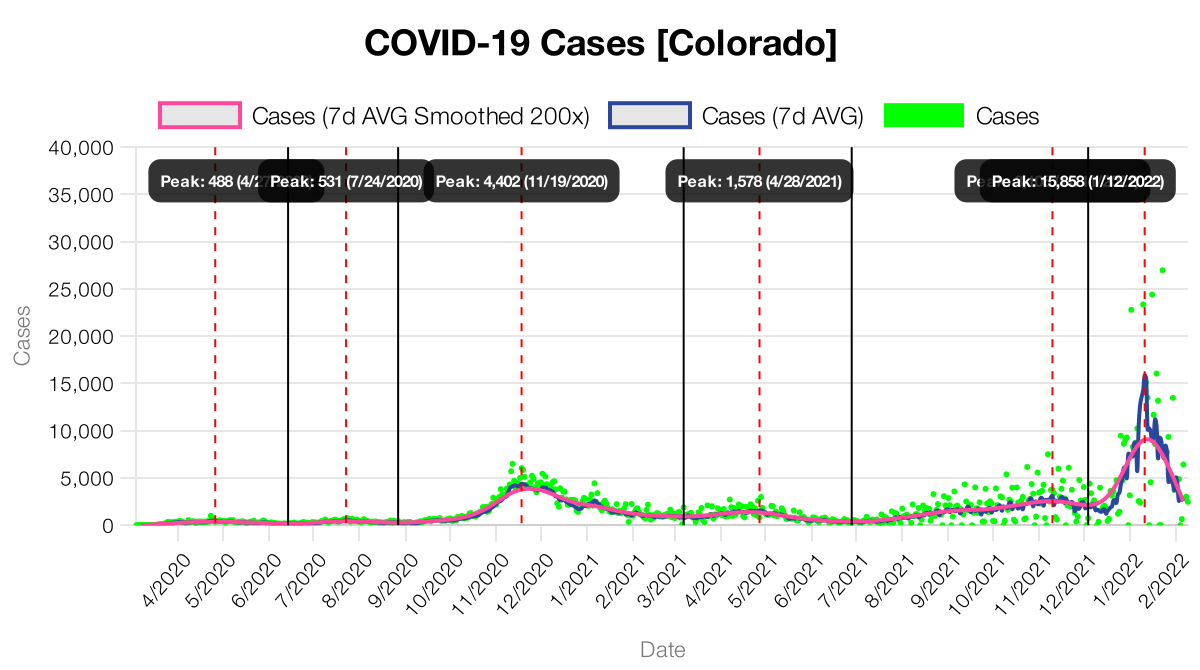 COVID-19 Cases [Colorado]
Cases (7d AVG Smoothed 200x)
Cases (7d AVG)
Cases
40,000
35,000
30,000
25,000
20,000
15,000
10,000
5,000
0
Peak: 488
Peak: 531 (7/24/2020)
Peak: 4,402 (11/19/2020)
Peak: 1,578 (4/28/2021)
Peak: 15,858 (1/12/2022)
Cases
4/2020
5/2020
6/2020
7/2020
8/2020
9/2020
10/2020
11/2020
12/2020
1/2021
2/2021
3/2021
4/2021
5/2021
6/2021
7/2021
8/2021
9/2021
10/2021
11/2021
12/2021
1/2022
2/2022
Date